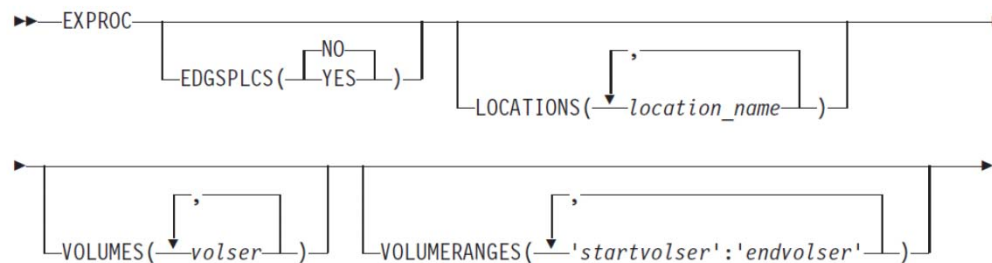 EXPROC
EDGSPLCS( NO
YES )
LOCATIONS( , location_name )
VOLUMES( , volser )
VOLUMERANGES( , 'startvolser':'endvolser' )